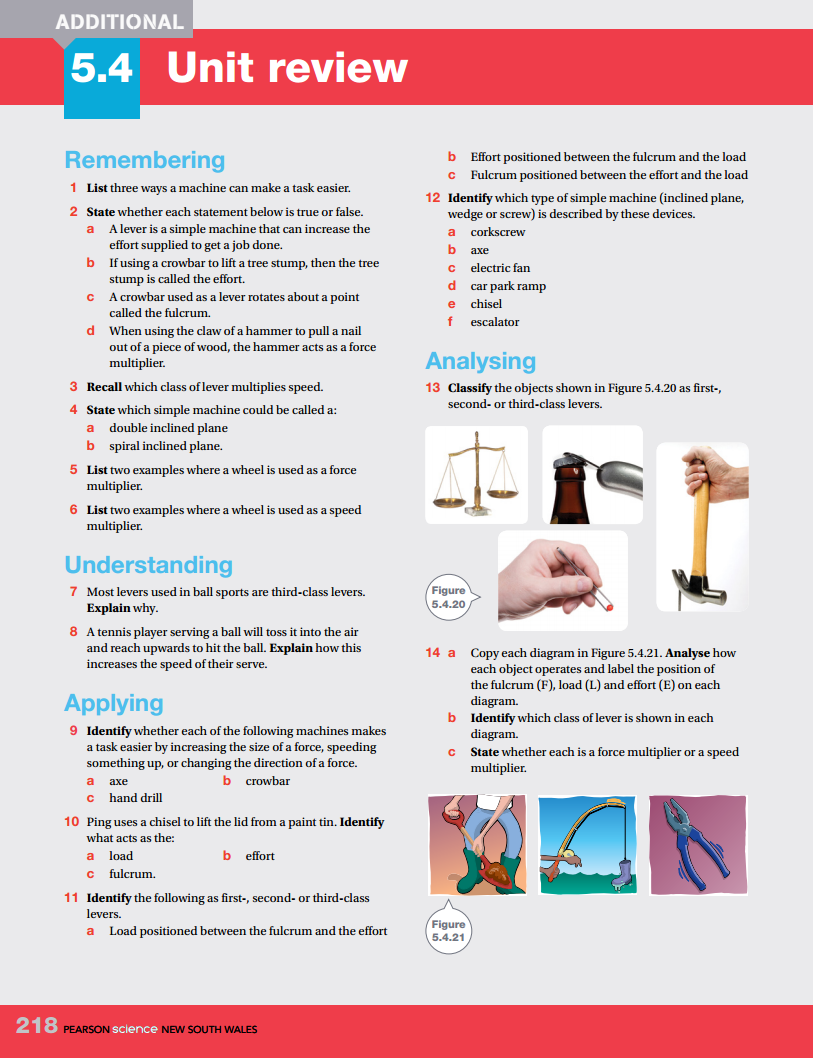 ADDITIONAL
5.4 Unit review
Remembering
1 List three ways a machine can make a task easier.
2 State whether each statement below is true or false.
a A lever is a simple machine that can increase the
effort supplied to get a job done.
b If using a crowbar to lift a tree stump, then the tree
stump is called the effort.
c A crowbar used as a lever rotates about a point
called the fulcrum.
d When using the claw of a hammer to pull a nail
out of a piece of wood, the hammer acts as a force
multiplier.
3 Recall which class of lever multiplies speed.
4 State which simple machine could be called a:
a double inclined plane
b spiral inclined plane.
5 List two examples where a wheel is used as a force
multiplier.
6 List two examples where a wheel is used as a speed
multiplier.
Understanding
7 Most levers used in ball sports are third-class levers.
Explain why.
8 A tennis player serving a ball will toss it into the air
and reach upwards to hit the ball. Explain how this
increases the speed of their serve.
Applying
9 Identify whether each of the following machines makes
a task easier by increasing the size of a force, speeding
something up, or changing the direction of a force.
a axe b crowbar
c hand drill
10 Ping uses a chisel to lift the lid from a paint tin. Identify
what acts as the:
a load b effort
c fulcrum.
11 Identify the following as first-, second- or third-class
levers.
a Load positioned between the fulcrum and the effort
b Effort positioned between the fulcrum and the load
c Fulcrum positioned between the effort and the load
12 Identify which type of simple machine (inclined plane,
wedge or screw) is described by these devices.
a corkscrew
b axe
c electric fan
d car park ramp
e chisel
f escalator
Analysing
13 Classify the objects shown in Figure 5.4.20 as first-,
second- or third-class levers.
Figure
5.4.20
14 a Copy each diagram in Figure 5.4.21. Analyse how
each object operates and label the position of
the fulcrum (F), load (L) and effort (E) on each
diagram.
b Identify which class of lever is shown in each
diagram.
c State whether each is a force multiplier or a speed
multiplier.
Figure
5.4.21
218 PEARSON science NEW SOUTH WALES